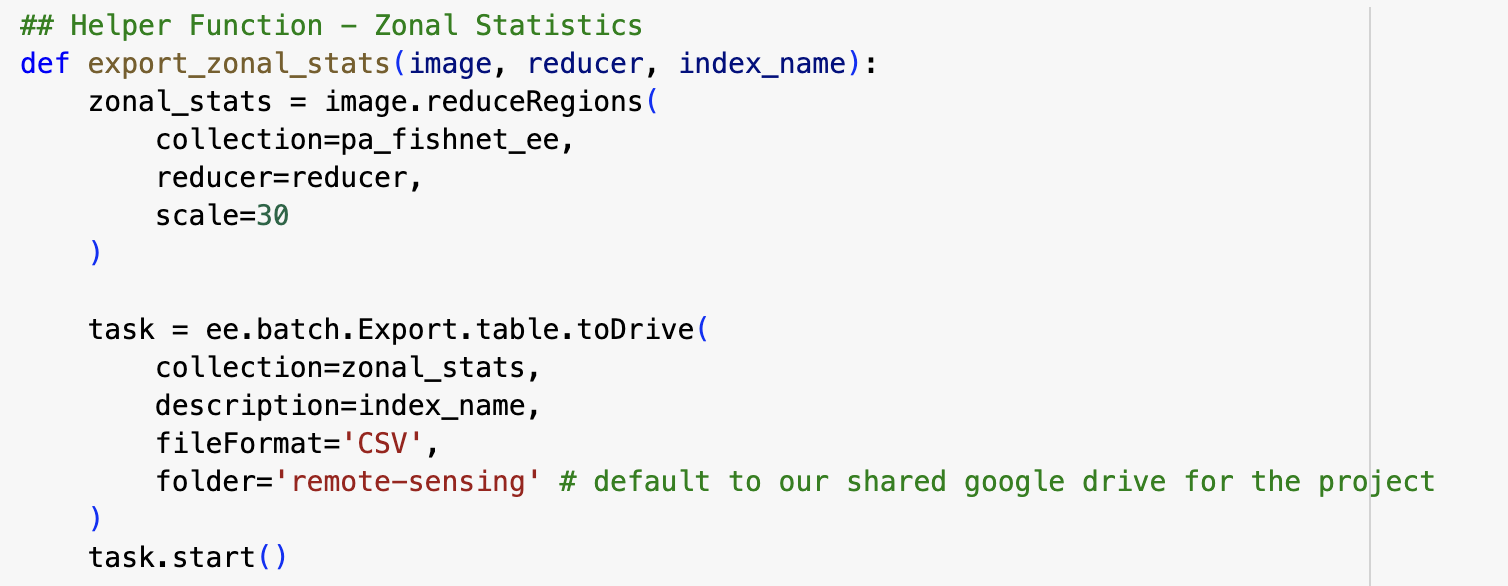 ## Helper Function – Zonal Statistics
def export_zonal_stats(image, reducer, index_name):
    zonal_stats = image.reduceRegions(
        collection=pa_fishnet_ee,
        reducer=reducer,
        scale=30
    )

    task = ee.batch.Export.table.toDrive(
        collection=zonal_stats,
        description=index_name,
        fileFormat='CSV',
        folder='remote-sensing' # default to our shared google drive for the project
    )
    task.start()